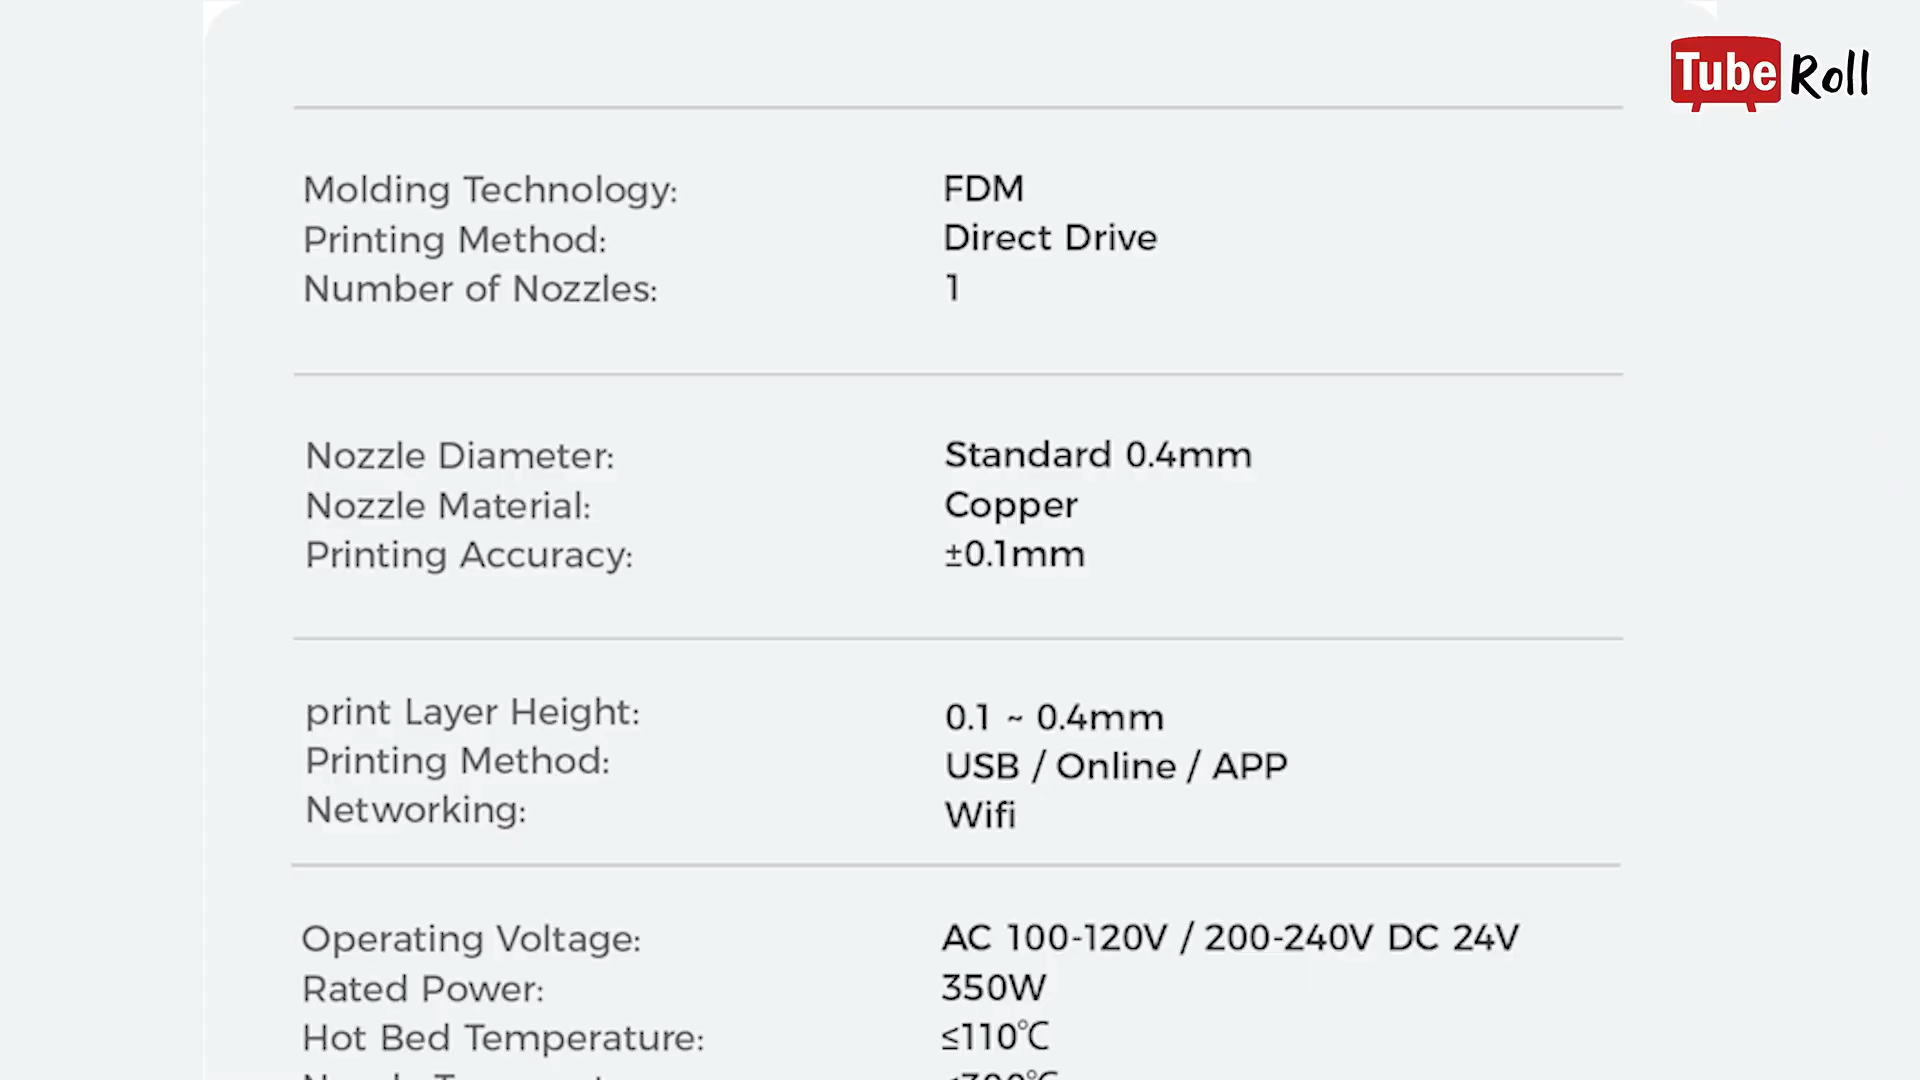 Tube Roll
Molding Technology: FDM
Printing Method: Direct Drive
Number of Nozzles: 1
Nozzle Diameter: Standard 0.4mm
Nozzle Material: Copper
Printing Accuracy: ±0.1mm
print Layer Height: 0.1 ~ 0.4mm
Printing Method: USB / Online / APP
Networking: Wifi
Operating Voltage: AC 100-120V / 200-240V DC 24V
Rated Power: 350W
Hot Bed Temperature: ≤110℃